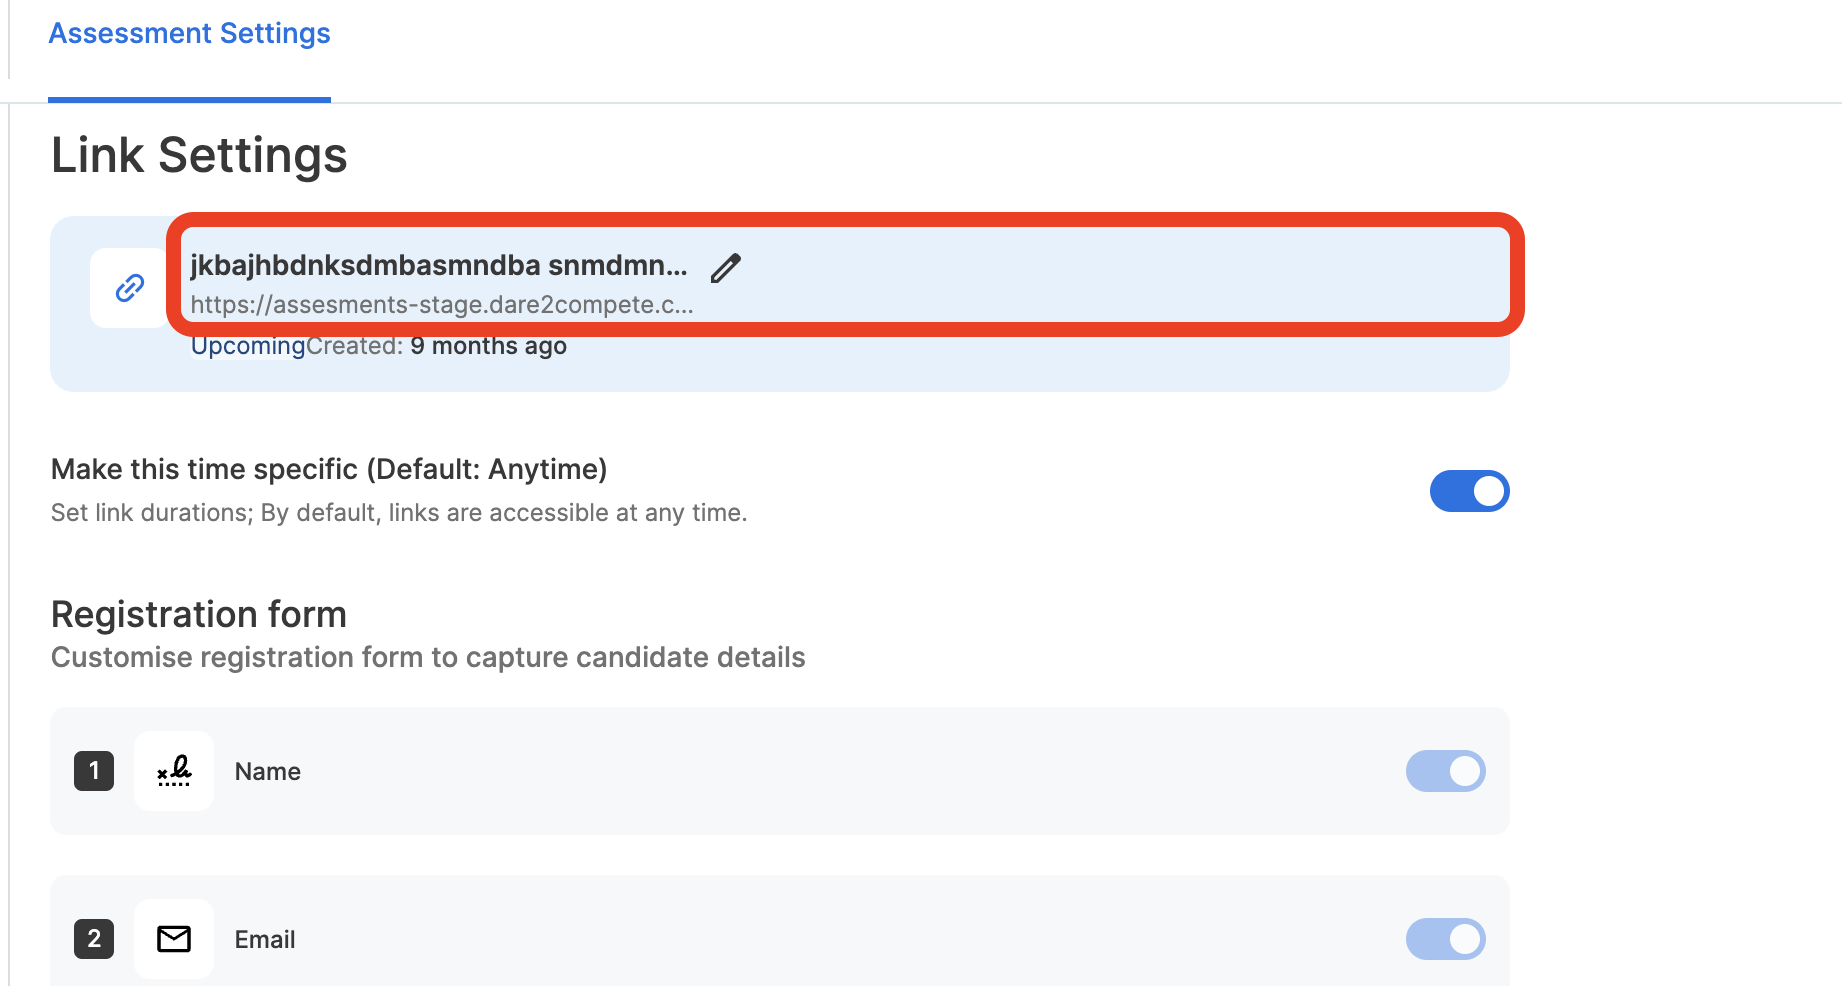 Assessment Settings
Link Settings
jkbajhbdnksdmbasmndba snmdmn...
https://assesments-stage.dare2compete.c...
UpcomingCreated: 9 months ago
Make this time specific (Default: Anytime)
Set link durations; By default, links are accessible at any time.
Registration form
Customise registration form to capture candidate details
1 Name
2 Email